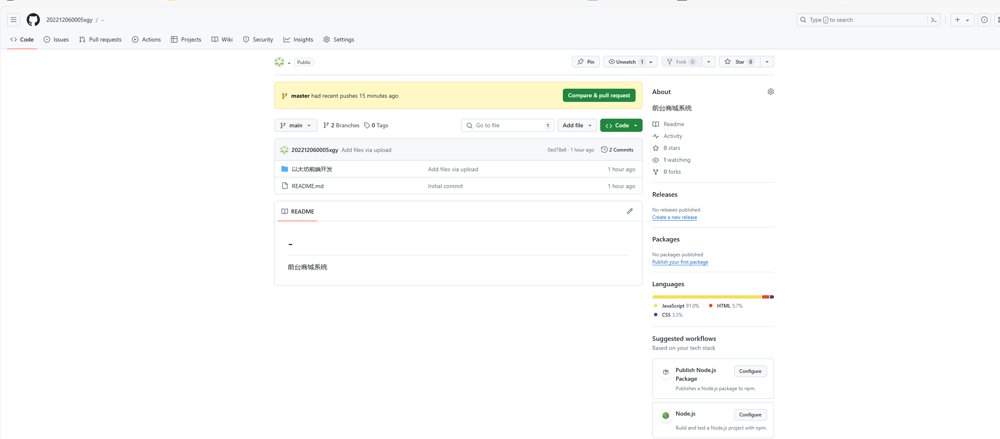 202212060005xgy / -
Type / to search
Code Issues Pull requests Actions Projects Wiki Security Insights Settings
- Public
Pin Unwatch 1 Fork 0 Star 0
master had recent pushes 15 minutes ago
Compare & pull request
main 2 Branches 0 Tags
Go to file t
Add file
Code
202212060005xgy Add files via upload 0ed78e6 · 1 hour ago 2 Commits
以太坊前端开发 Add files via upload 1 hour ago
README.md Initial commit 1 hour ago
README
-
前台商城系统
About
前台商城系统
Readme
Activity
0 stars
1 watching
0 forks
Releases
No releases published
Create a new release
Packages
No packages published
Publish your first package
Languages
JavaScript 91.0% HTML 5.7%
CSS 3.3%
Suggested workflows
Based on your tech stack
Publish Node.js
Package
Configure
Publishes a Node.js package to npm.
Node.js
Configure
Build and test a Node.js project with npm.